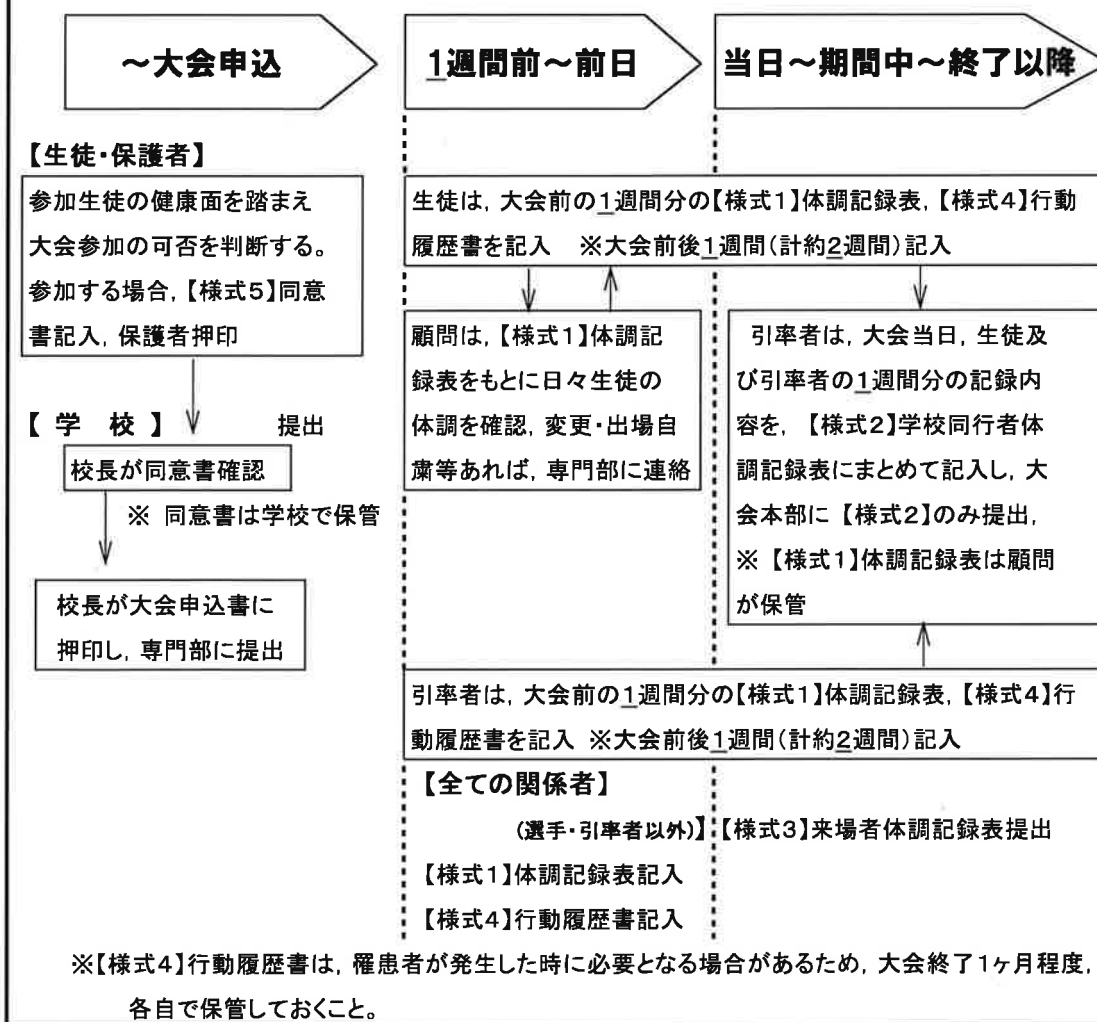 ~大会申込
1週間前~前日
当日~期間中~終了以降
【生徒・保護者】
参加生徒の健康面を踏まえ
大会参加の可否を判断する。
参加する場合,【様式5】同意
書記入, 保護者押印
【 学 校 】 提出
校長が同意書確認
※ 同意書は学校で保管
校長が大会申込書に
押印し, 専門部に提出
生徒は, 大会前の1週間分の【様式1】体調記録表,【様式4】行動
履歴書を記入 ※大会前後1週間(計約2週間)記入
顧問は,【様式1】体調記
録表をもとに日々生徒の
体調を確認, 変更・出場自
粛等あれば, 専門部に連絡
引率者は, 大会当日, 生徒及
び引率者の1週間分の記録内
容を, 【様式2】学校同行者体
調記録表にまとめて記入し, 大
会本部に【様式2】のみ提出,
※【様式1】体調記録表は顧問
が保管
引率者は, 大会前の1週間分の【様式1】体調記録表,【様式4】行
動履歴書を記入 ※大会前後1週間(計約2週間)記入
【全ての関係者】
(選手・引率者以外)】
【様式3】来場者体調記録表提出
【様式1】体調記録表記入
【様式4】行動履歴書記入
※【様式4】行動履歴書は, 罹患者が発生した時に必要となる場合があるため, 大会終了1ヶ月程度,
各自で保管しておくこと。